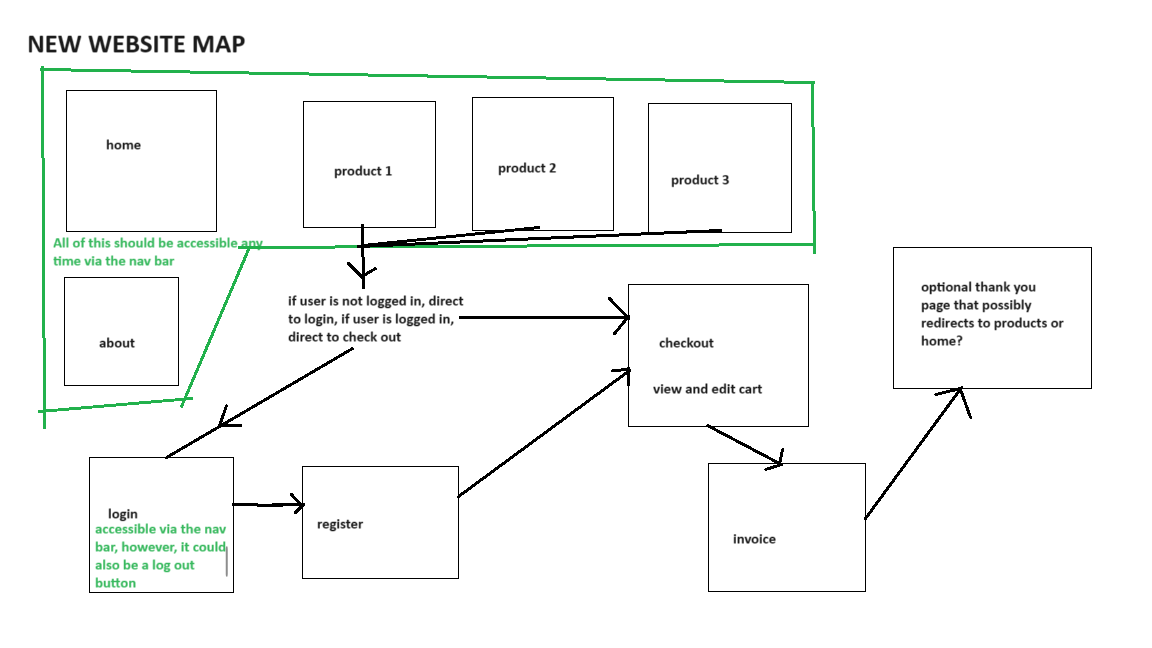 NEW WEBSITE MAP
home
product 1
product 2
product 3
All of this should be accessible any
time via the nav bar
about
if user is not logged in, direct
to login, if user is logged in,
direct to check out
checkout
view and edit cart
optional thank you
page that possibly
redirects to products or
home?
login
accessible via the nav
bar, however, it could
also be a log out
button
register
invoice